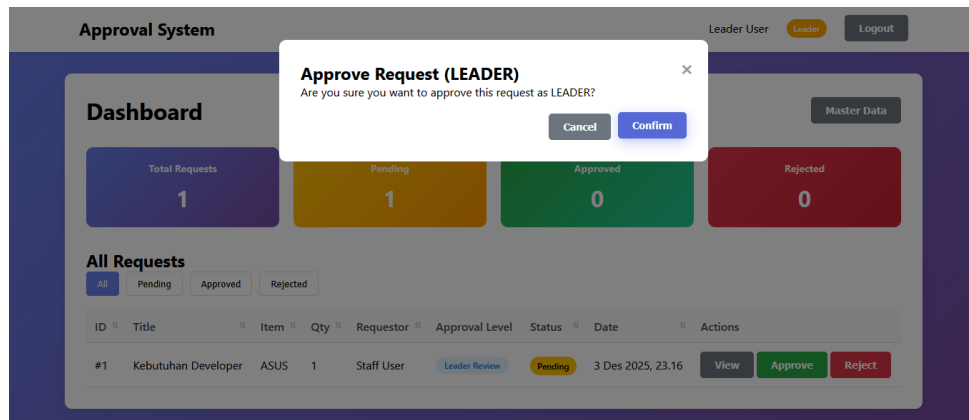 Approval System
Leader User Leader Logout
Approve Request (LEADER) ×
Are you sure you want to approve this request as LEADER?
Cancel Confirm
Dashboard Master Data
Total Requests Pending Approved Rejected
1 1 0 0
All Requests
All Pending Approved Rejected
ID Title Item Qty Requestor Approval Level Status Date Actions
#1 Kebutuhan Developer ASUS 1 Staff User Leader Review Pending 3 Des 2025, 23.16 View Approve Reject